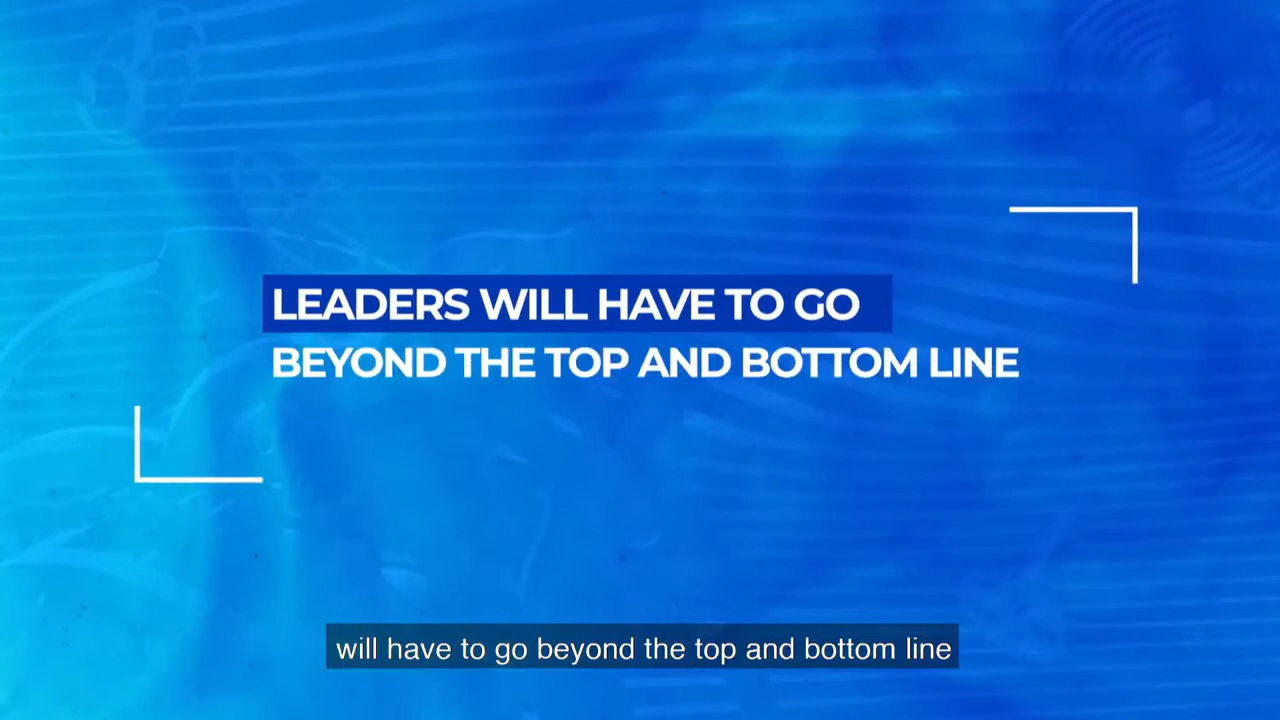 LEADERS WILL HAVE TO GO
BEYOND THE TOP AND BOTTOM LINE
will have to go beyond the top and bottom line